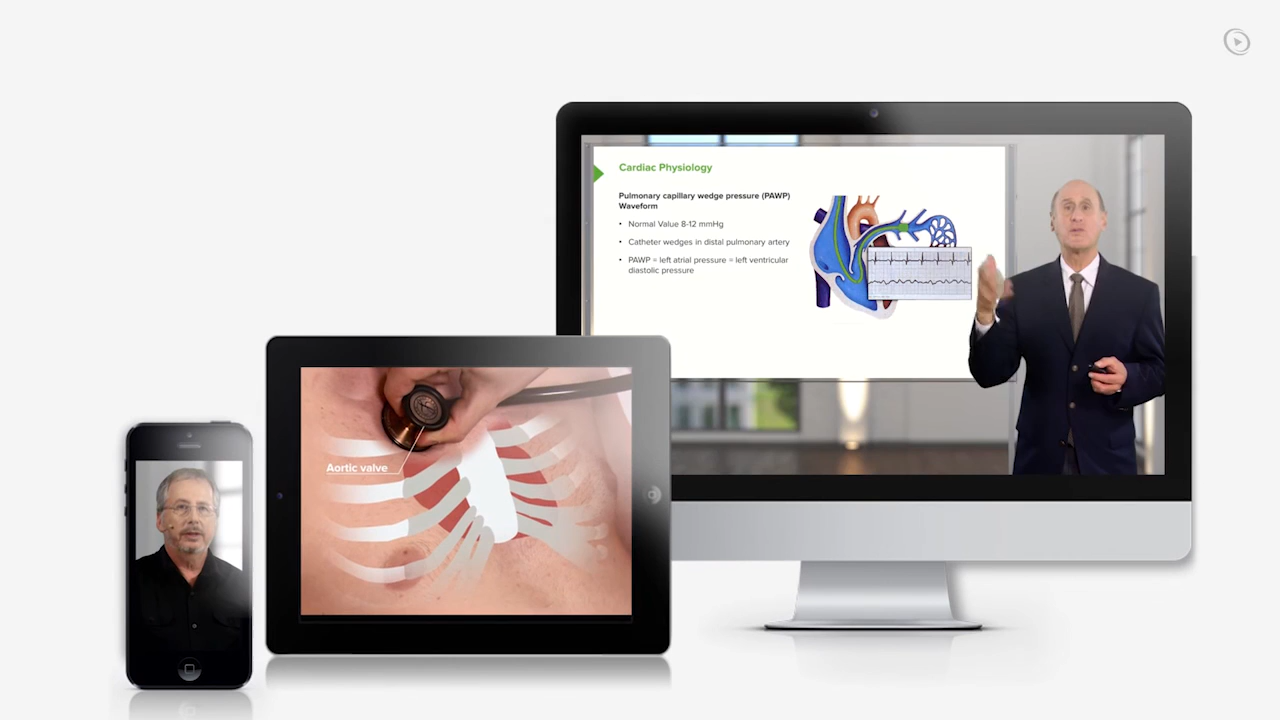 Cardiac Physiology
Pulmonary capillary wedge pressure (PAWP)
Waveform
• Normal Value 8-12 mmHg
• Catheter wedges in distal pulmonary artery
• PAWP = left atrial pressure = left ventricular
diastolic pressure
Aortic valve